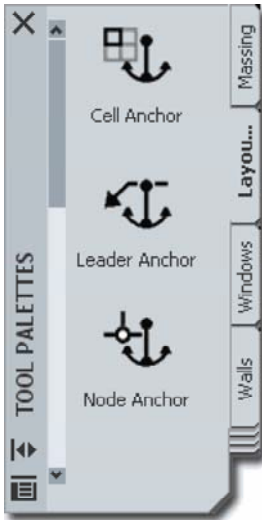 Cell Anchor
Leader Anchor
Node Anchor
TOOL PALETTES
Massing
Layou...
Windows
Walls